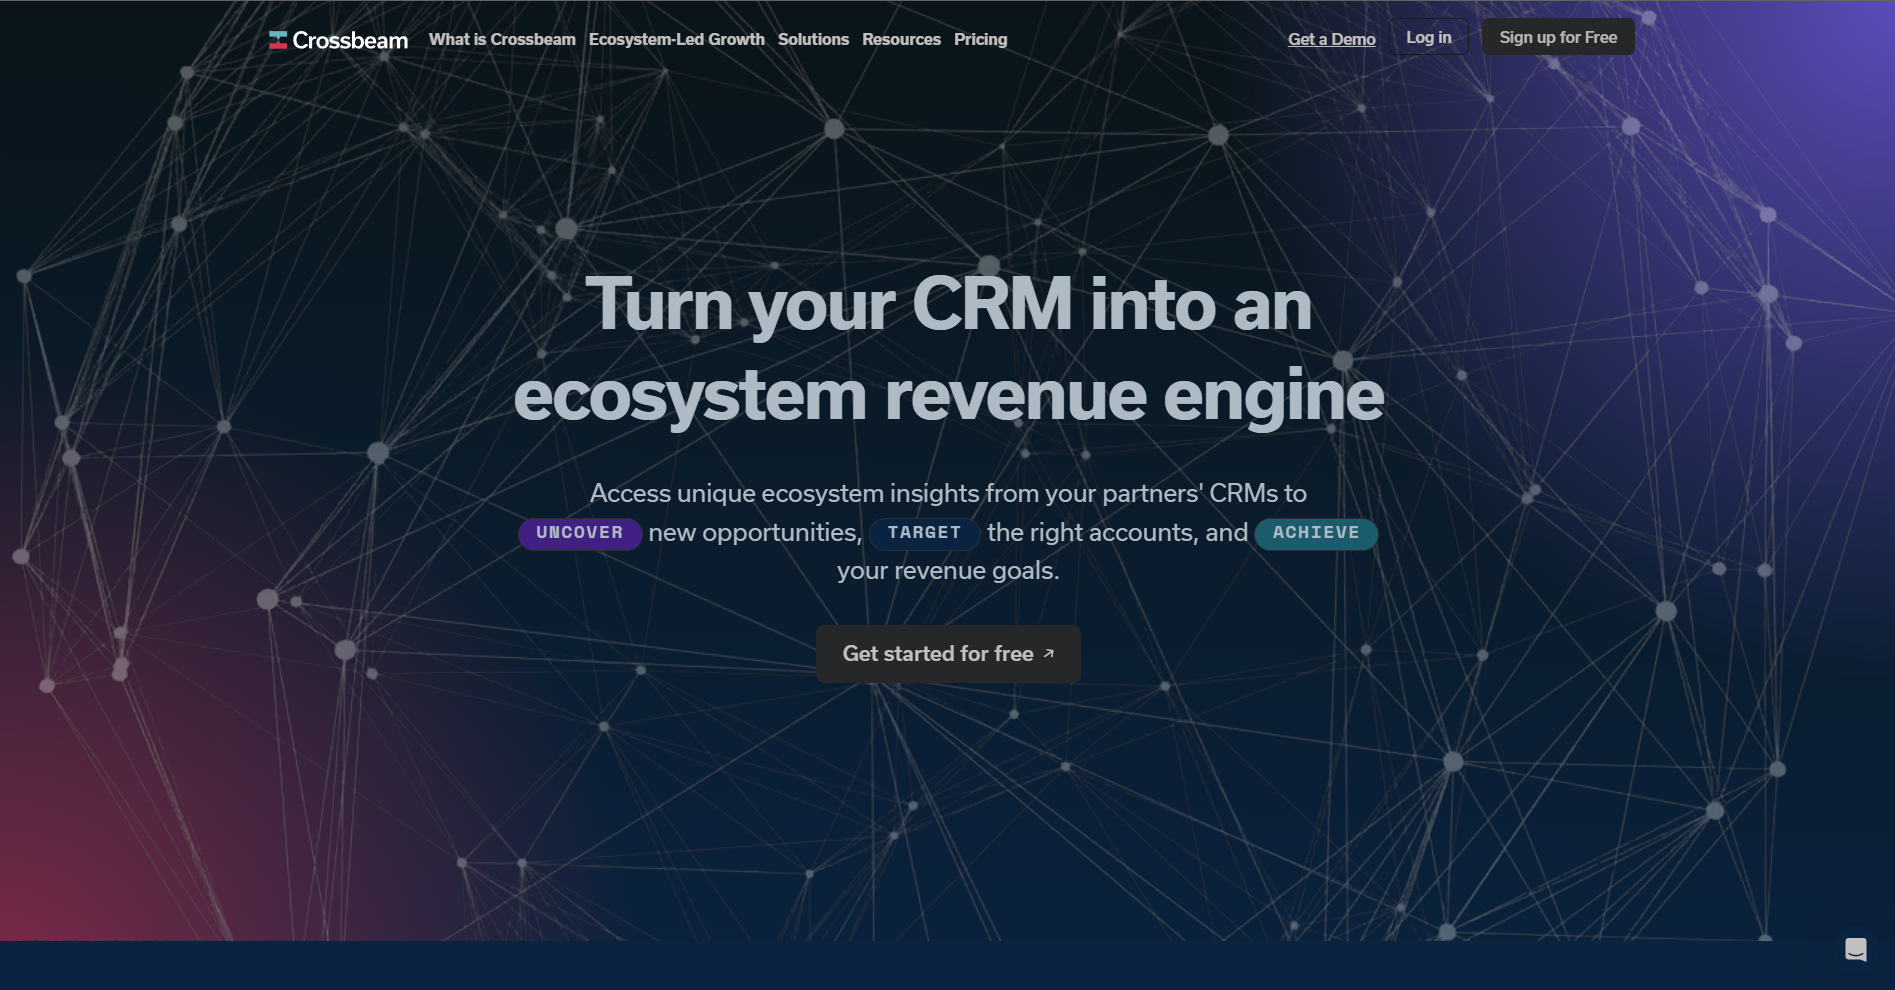 Crossbeam What is Crossbeam Ecosystem-Led Growth Solutions Resources Pricing Get a Demo Log in Sign up for Free
Turn your CRM into an
ecosystem revenue engine
Access unique ecosystem insights from your partners' CRMs to
UNCOVER new opportunities, TARGET the right accounts, and ACHIEVE
your revenue goals.
Get started for free ↗